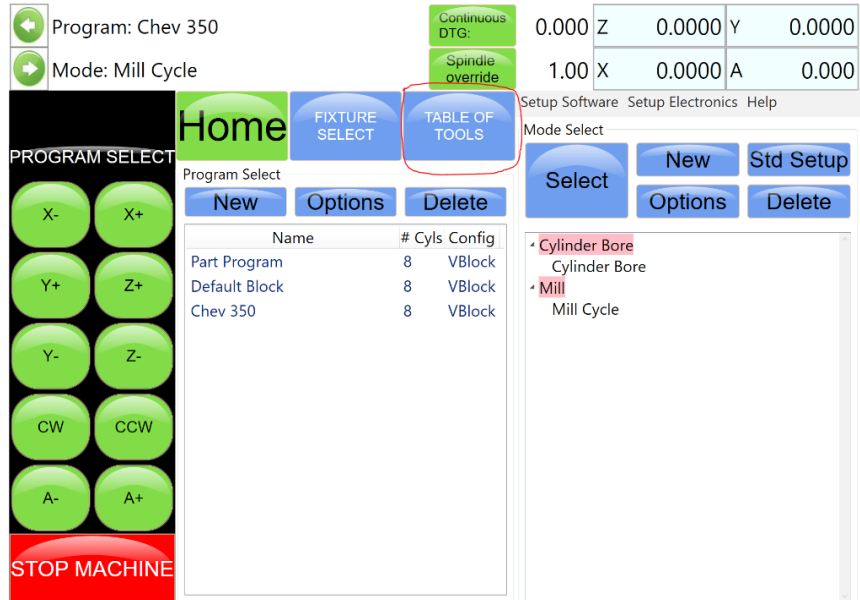 Program: Chev 350
Continuous
DTG:
0.000 Z 0.0000 Y 0.0000
Mode: Mill Cycle
Spindle
override
1.00 X 0.0000 A 0.000
PROGRAM SELECT
Home
FIXTURE
SELECT
TABLE OF
TOOLS
Setup Software Setup Electronics Help
Mode Select
Select
New
Std Setup
Options
Delete
Program Select
New
Options
Delete
Name # Cyls Config
Part Program 8 VBlock
Default Block 8 VBlock
Chev 350 8 VBlock
Cylinder Bore
Cylinder Bore
Mill
Mill Cycle
X- X+
Y+ Z+
Y- Z-
CW CCW
A- A+
STOP MACHINE